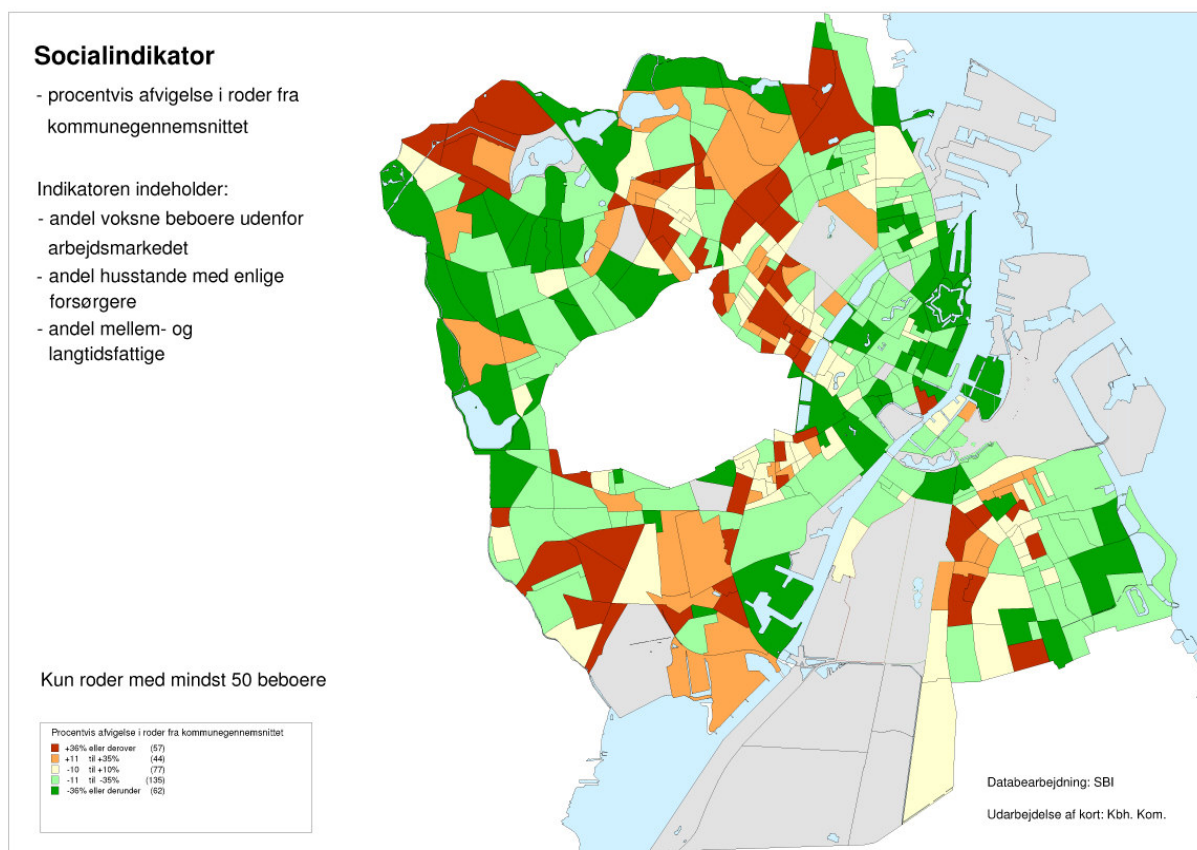 Socialindikator
- procentvis afvigelse i roder fra
kommunegennemsnittet
Indikatoren indeholder:
- andel voksne beboere udenfor
arbejdsmarkedet
- andel husstande med enlige
forsørgere
- andel mellem- og
langtidsfattige
Kun roder med mindst 50 beboere
Procentvis afvigelse i roder fra kommunegennemsnittet
+36% eller derover (57)
+11 til +35% (44)
-10 til +10% (77)
-11 til -35% (135)
-36% eller derunder (62)
Databearbejdning: SBI
Udarbejdelse af kort: Kbh. Kom.